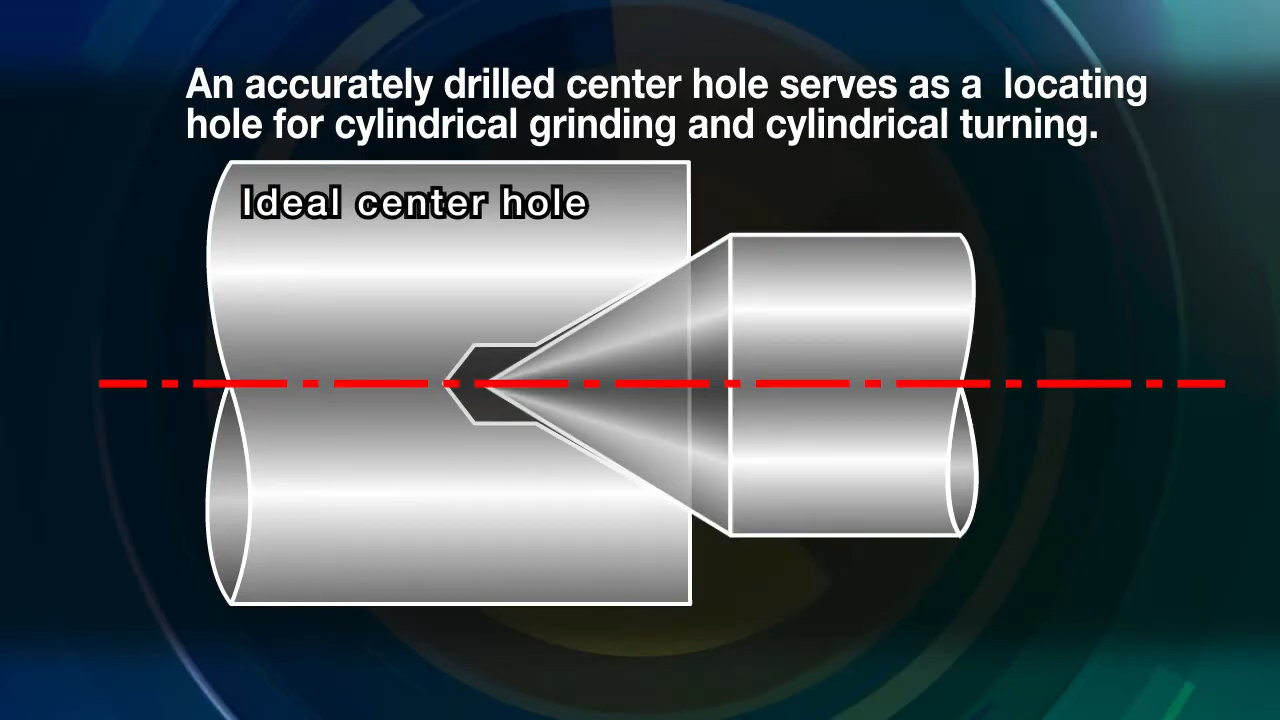 An accurately drilled center hole serves as a  locating
hole for cylindrical grinding and cylindrical turning.
Ideal center hole